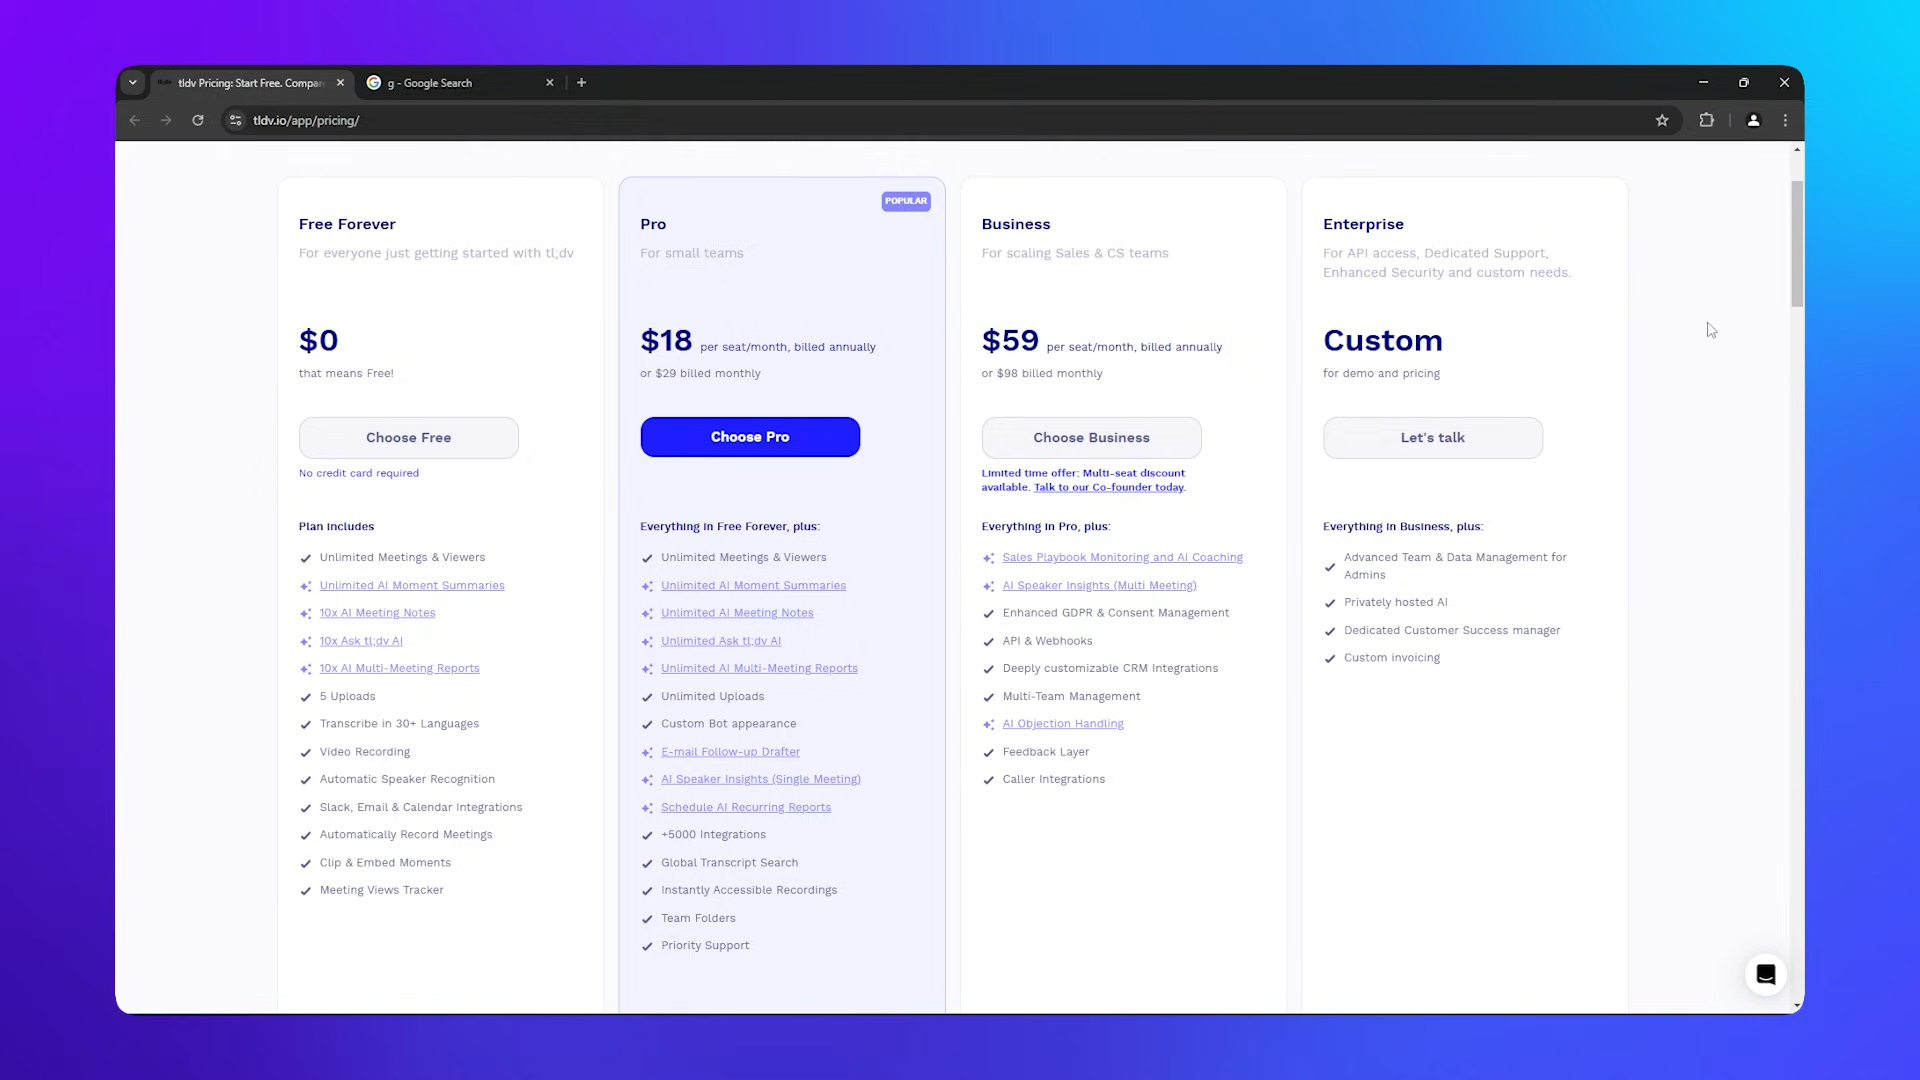 tldv Pricing: Start Free. Compar
g - Google Search
tldv.io/app/pricing/
Free Forever
For everyone just getting started with tl;dv
$0
that means Free!
Choose Free
No credit card required
Plan includes
Unlimited Meetings & Viewers
Unlimited AI Moment Summaries
10x AI Meeting Notes
10x Ask tl;dv AI
10x AI Multi-Meeting Reports
5 Uploads
Transcribe in 30+ Languages
Video Recording
Automatic Speaker Recognition
Slack, Email & Calendar Integrations
Automatically Record Meetings
Clip & Embed Moments
Meeting Views Tracker
POPULAR
Pro
For small teams
$18 per seat/month, billed annually
or $29 billed monthly
Choose Pro
Everything in Free Forever, plus:
Unlimited Meetings & Viewers
Unlimited AI Moment Summaries
Unlimited AI Meeting Notes
Unlimited Ask tl;dv AI
Unlimited AI Multi-Meeting Reports
Unlimited Uploads
Custom Bot appearance
E-mail Follow-up Drafter
AI Speaker Insights (Single Meeting)
Schedule AI Recurring Reports
+5000 Integrations
Global Transcript Search
Instantly Accessible Recordings
Team Folders
Priority Support
Business
For scaling Sales & CS teams
$59 per seat/month, billed annually
or $98 billed monthly
Choose Business
Limited time offer: Multi-seat discount
available. Talk to our Co-founder today.
Everything in Pro, plus:
Sales Playbook Monitoring and AI Coaching
AI Speaker Insights (Multi Meeting)
Enhanced GDPR & Consent Management
API & Webhooks
Deeply customizable CRM Integrations
Multi-Team Management
AI Objection Handling
Feedback Layer
Caller Integrations
Enterprise
For API access, Dedicated Support,
Enhanced Security and custom needs.
Custom
for demo and pricing
Let's talk
Everything in Business, plus:
Advanced Team & Data Management for
Admins
Privately hosted AI
Dedicated Customer Success manager
Custom invoicing